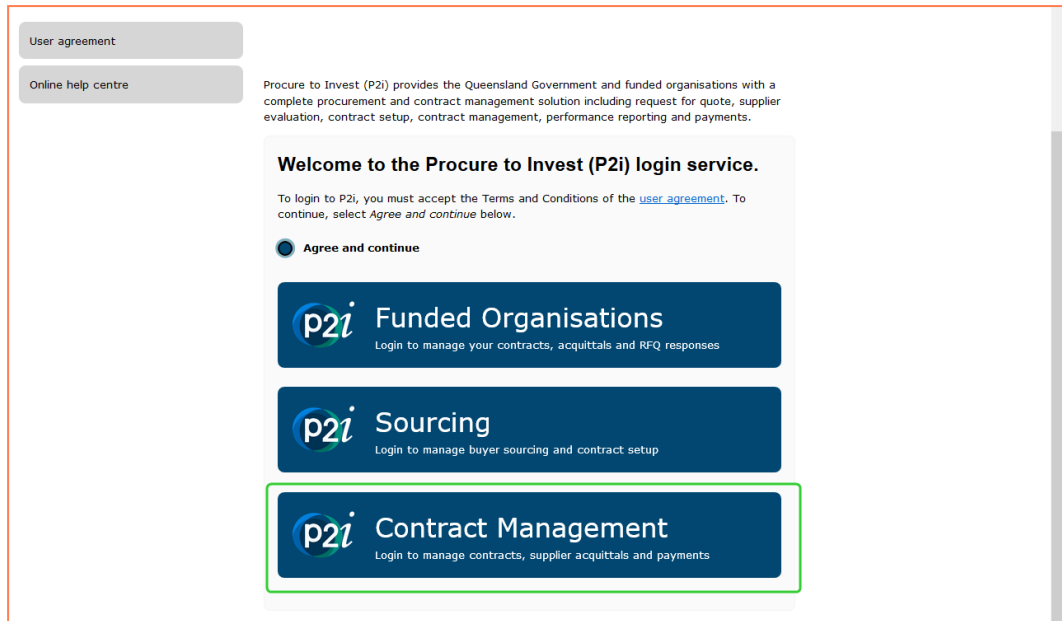 User agreement
Online help centre
Procure to Invest (P2i) provides the Queensland Government and funded organisations with a
complete procurement and contract management solution including request for quote, supplier
evaluation, contract setup, contract management, performance reporting and payments.
Welcome to the Procure to Invest (P2i) login service.
To login to P2i, you must accept the Terms and Conditions of the user agreement. To
continue, select Agree and continue below.
Agree and continue
p2i
Funded Organisations
Login to manage your contracts, acquittals and RFQ responses
p2i
Sourcing
Login to manage buyer sourcing and contract setup
p2i
Contract Management
Login to manage contracts, supplier acquittals and payments